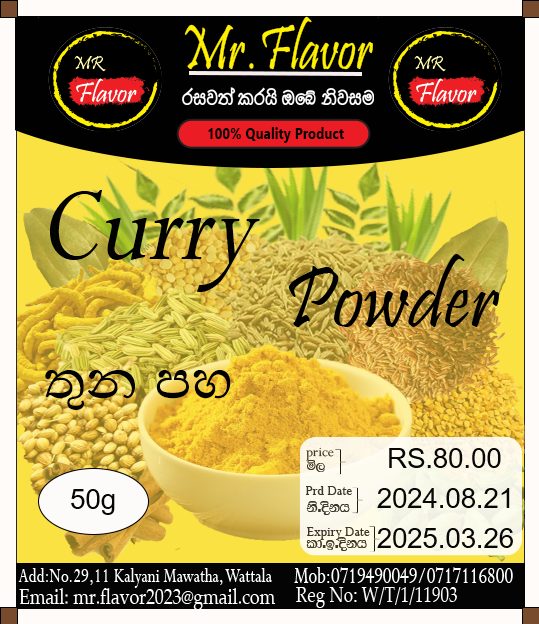 MR
Flavor
Mr. Flavor
MR
Flavor
රසවත් කරයි ඔබේ නිවසම
100% Quality Product
Curry
Powder
තුන පහ
50g
price
මිල
RS.80.00
Prd Date
නි.දිනය
2024.08.21
Expiry Date
කා.ඉ.දිනය
2025.03.26
Add:No.29,11 Kalyani Mawatha, Wattala
Mob:0719490049/0717116800
Email: mr.flavor2023@gmail.com
Reg No: W/T/1/11903